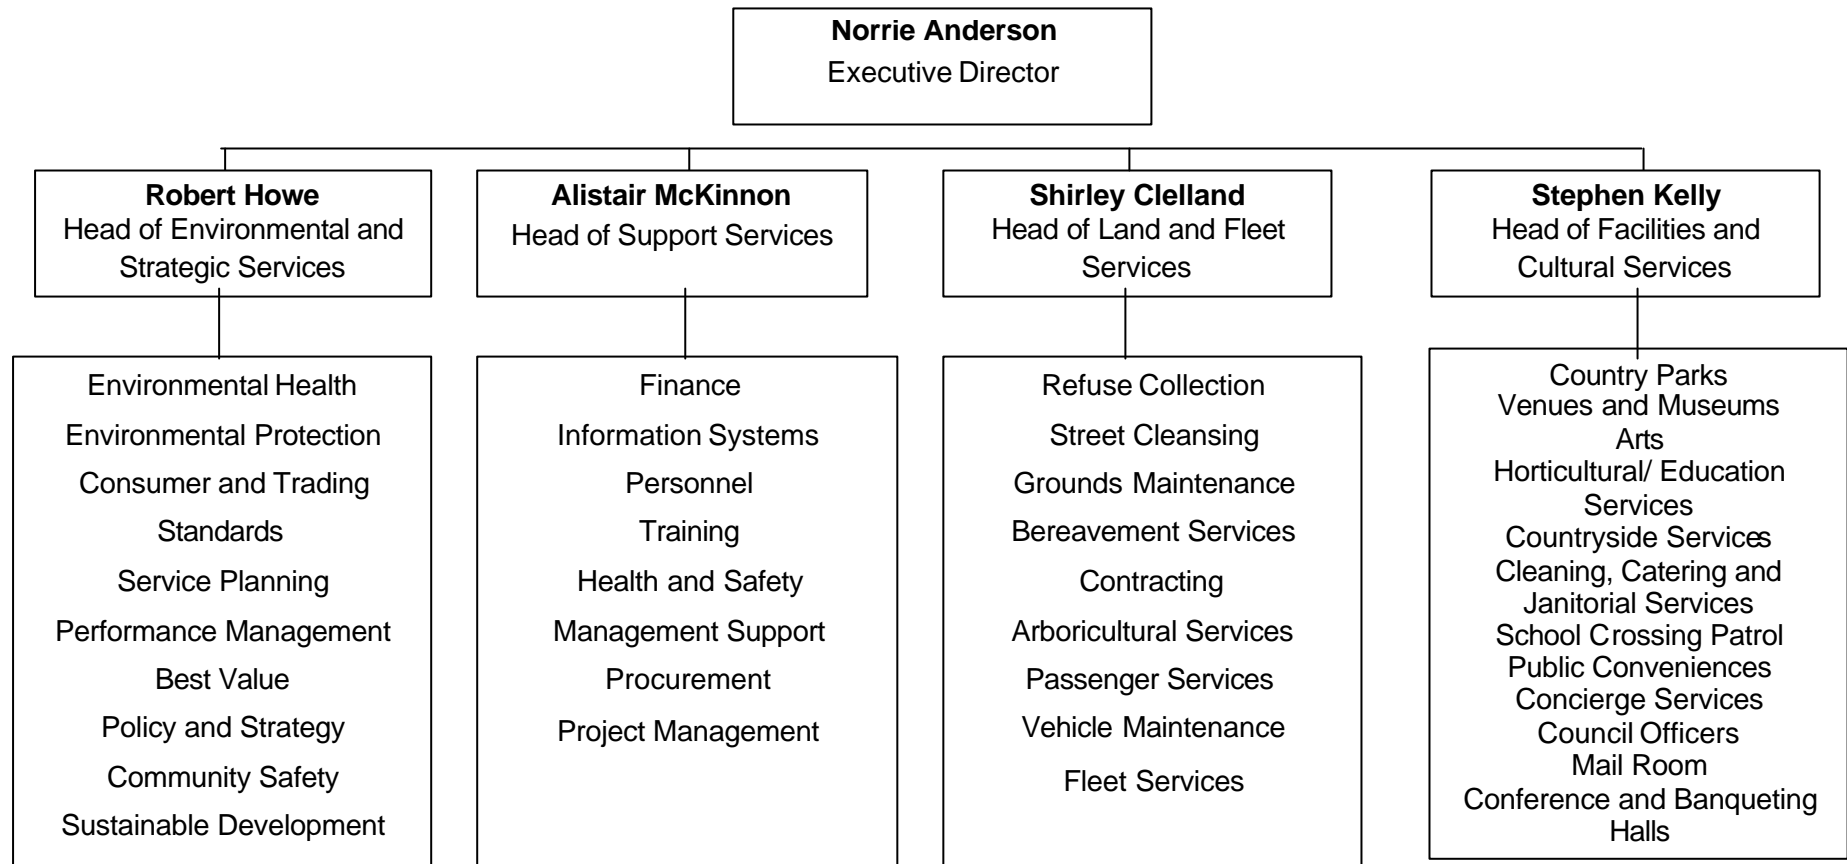 Norrie Anderson
Executive Director
Robert Howe
Head of Environmental and
Strategic Services
Alistair McKinnon
Head of Support Services
Shirley Clelland
Head of Land and Fleet
Services
Stephen Kelly
Head of Facilities and
Cultural Services
Environmental Health
Environmental Protection
Consumer and Trading
Standards
Service Planning
Performance Management
Best Value
Policy and Strategy
Community Safety
Sustainable Development
Finance
Information Systems
Personnel
Training
Health and Safety
Management Support
Procurement
Project Management
Refuse Collection
Street Cleansing
Grounds Maintenance
Bereavement Services
Contracting
Arboricultural Services
Passenger Services
Vehicle Maintenance
Fleet Services
Country Parks
Venues and Museums
Arts
Horticultural/ Education
Services
Countryside Services
Cleaning, Catering and
Janitorial Services
School Crossing Patrol
Public Conveniences
Concierge Services
Council Officers
Mail Room
Conference and Banqueting
Halls